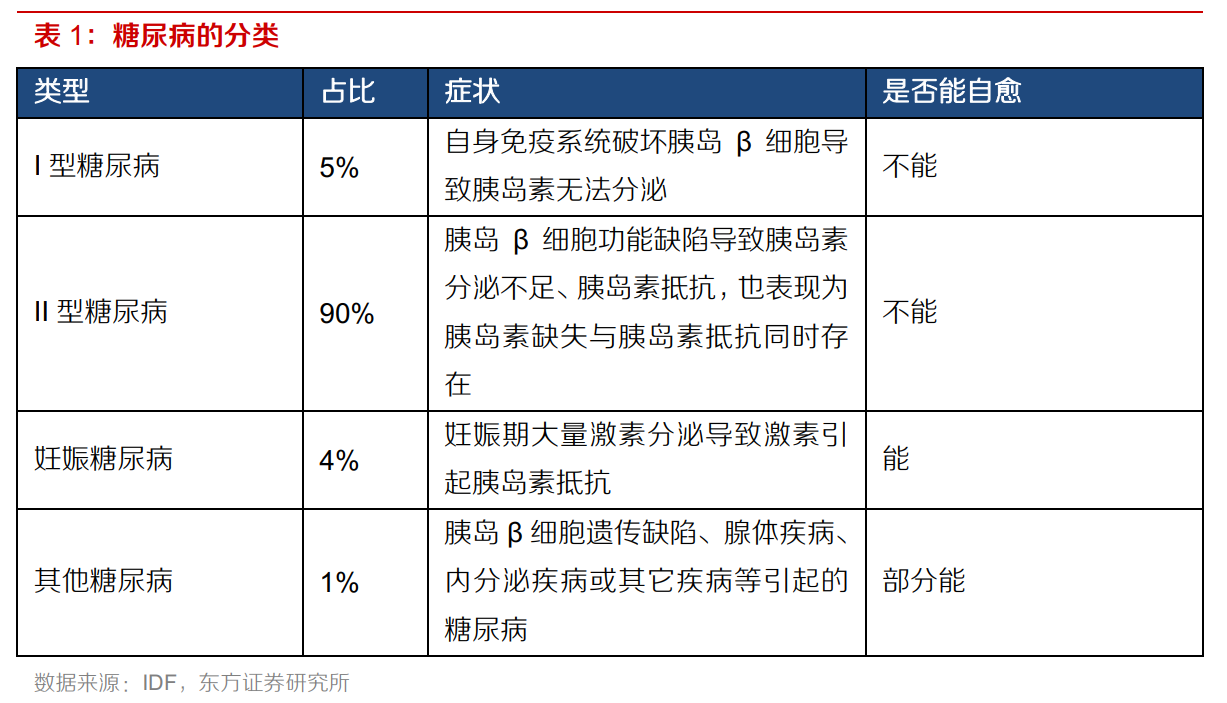 表 1：糖尿病的分类
类型 占比 症状 是否能自愈
I 型糖尿病 5% 自身免疫系统破坏胰岛 β 细胞导
致胰岛素无法分泌 不能
II 型糖尿病 90% 胰岛 β 细胞功能缺陷导致胰岛素
分泌不足、胰岛素抵抗，也表现为
胰岛素缺失与胰岛素抵抗同时存
在 不能
妊娠糖尿病 4% 妊娠期大量激素分泌导致激素引
起胰岛素抵抗 能
其他糖尿病 1% 胰岛 β 细胞遗传缺陷、腺体疾病、
内分泌疾病或其它疾病等引起的
糖尿病 部分能
数据来源：IDF，东方证券研究所